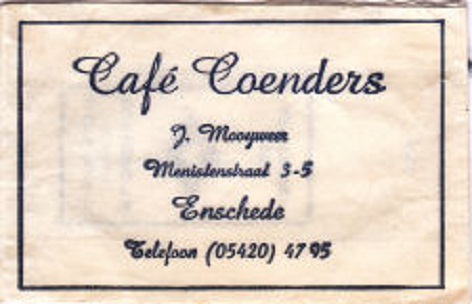 Café Coenders
J. Mooyweer
Menistenstraat 3-5
Enschede
Telefoon (05420) 47 95